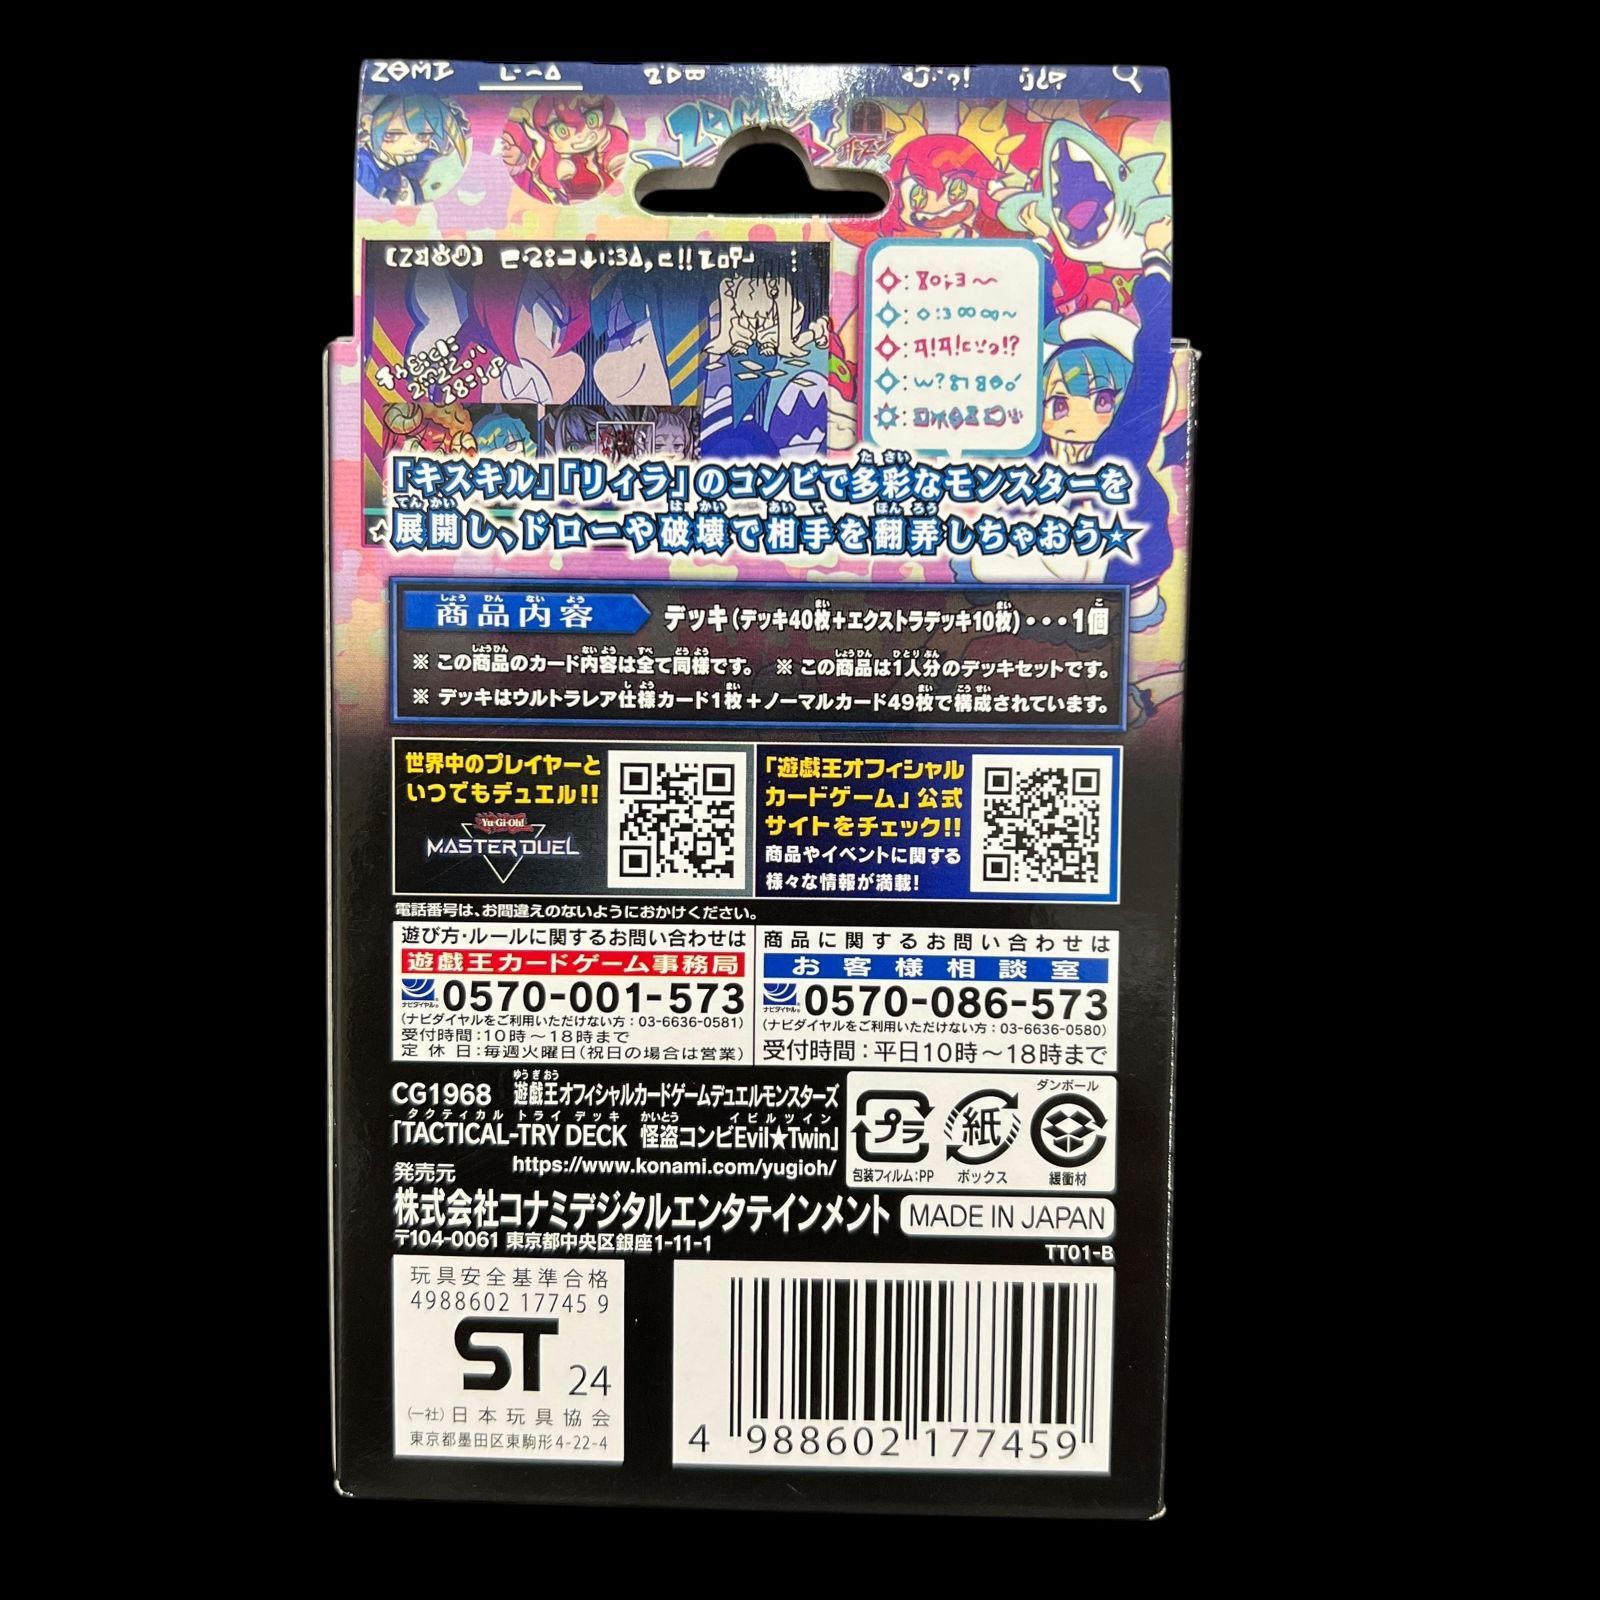 「キスキル」「リィラ」のコンビで多彩なモンスターを
展開し、ドローや破壊で相手を翻弄しちゃおう☆
商品内容
デッキ(デッキ40枚+エクストラデッキ10枚)・・・1個
※ この商品のカード内容は全て同様です。 ※ この商品は1人分のデッキセットです。
※ デッキはウルトラレア仕様カード1枚+ノーマルカード49枚で構成されています。
世界中のプレイヤーと
いつでもデュエル!!
Yu-Gi-Oh!
MASTER DUEL
「遊戯王オフィシャル
カードゲーム」公式
サイトをチェック!!
商品やイベントに関する
様々な情報が満載!
電話番号は、お間違えのないようにおかけください。
遊び方・ルールに関するお問い合わせは
遊戯王カードゲーム事務局
ナビダイヤル®
0570-001-573
(ナビダイヤルをご利用いただけない方:03-6636-0581)
受付時間:10時~18時まで
定休日:毎週火曜日(祝日の場合は営業)
商品に関するお問い合わせは
お客様相談室
ナビダイヤル®
0570-086-573
(ナビダイヤルをご利用いただけない方:03-6636-0580)
受付時間:平日10時~18時まで
CG1968 遊戯王オフィシャルカードゲームデュエルモンスターズ
「TACTICAL-TRY DECK 怪盗コンビEvil★Twin」
https://www.konami.com/yugioh/
プラ
包装フィルム:PP
紙
ボックス
ダンボール
緩衝材
発売元
株式会社コナミデジタルエンタテインメント
MADE IN JAPAN
〒104-0061 東京都中央区銀座1-11-1
TT01-B
玩具安全基準合格
4988602 17745 9
ST 24
(一社)日本玩具協会
東京都墨田区東駒形4-22-4
4 988602 177459